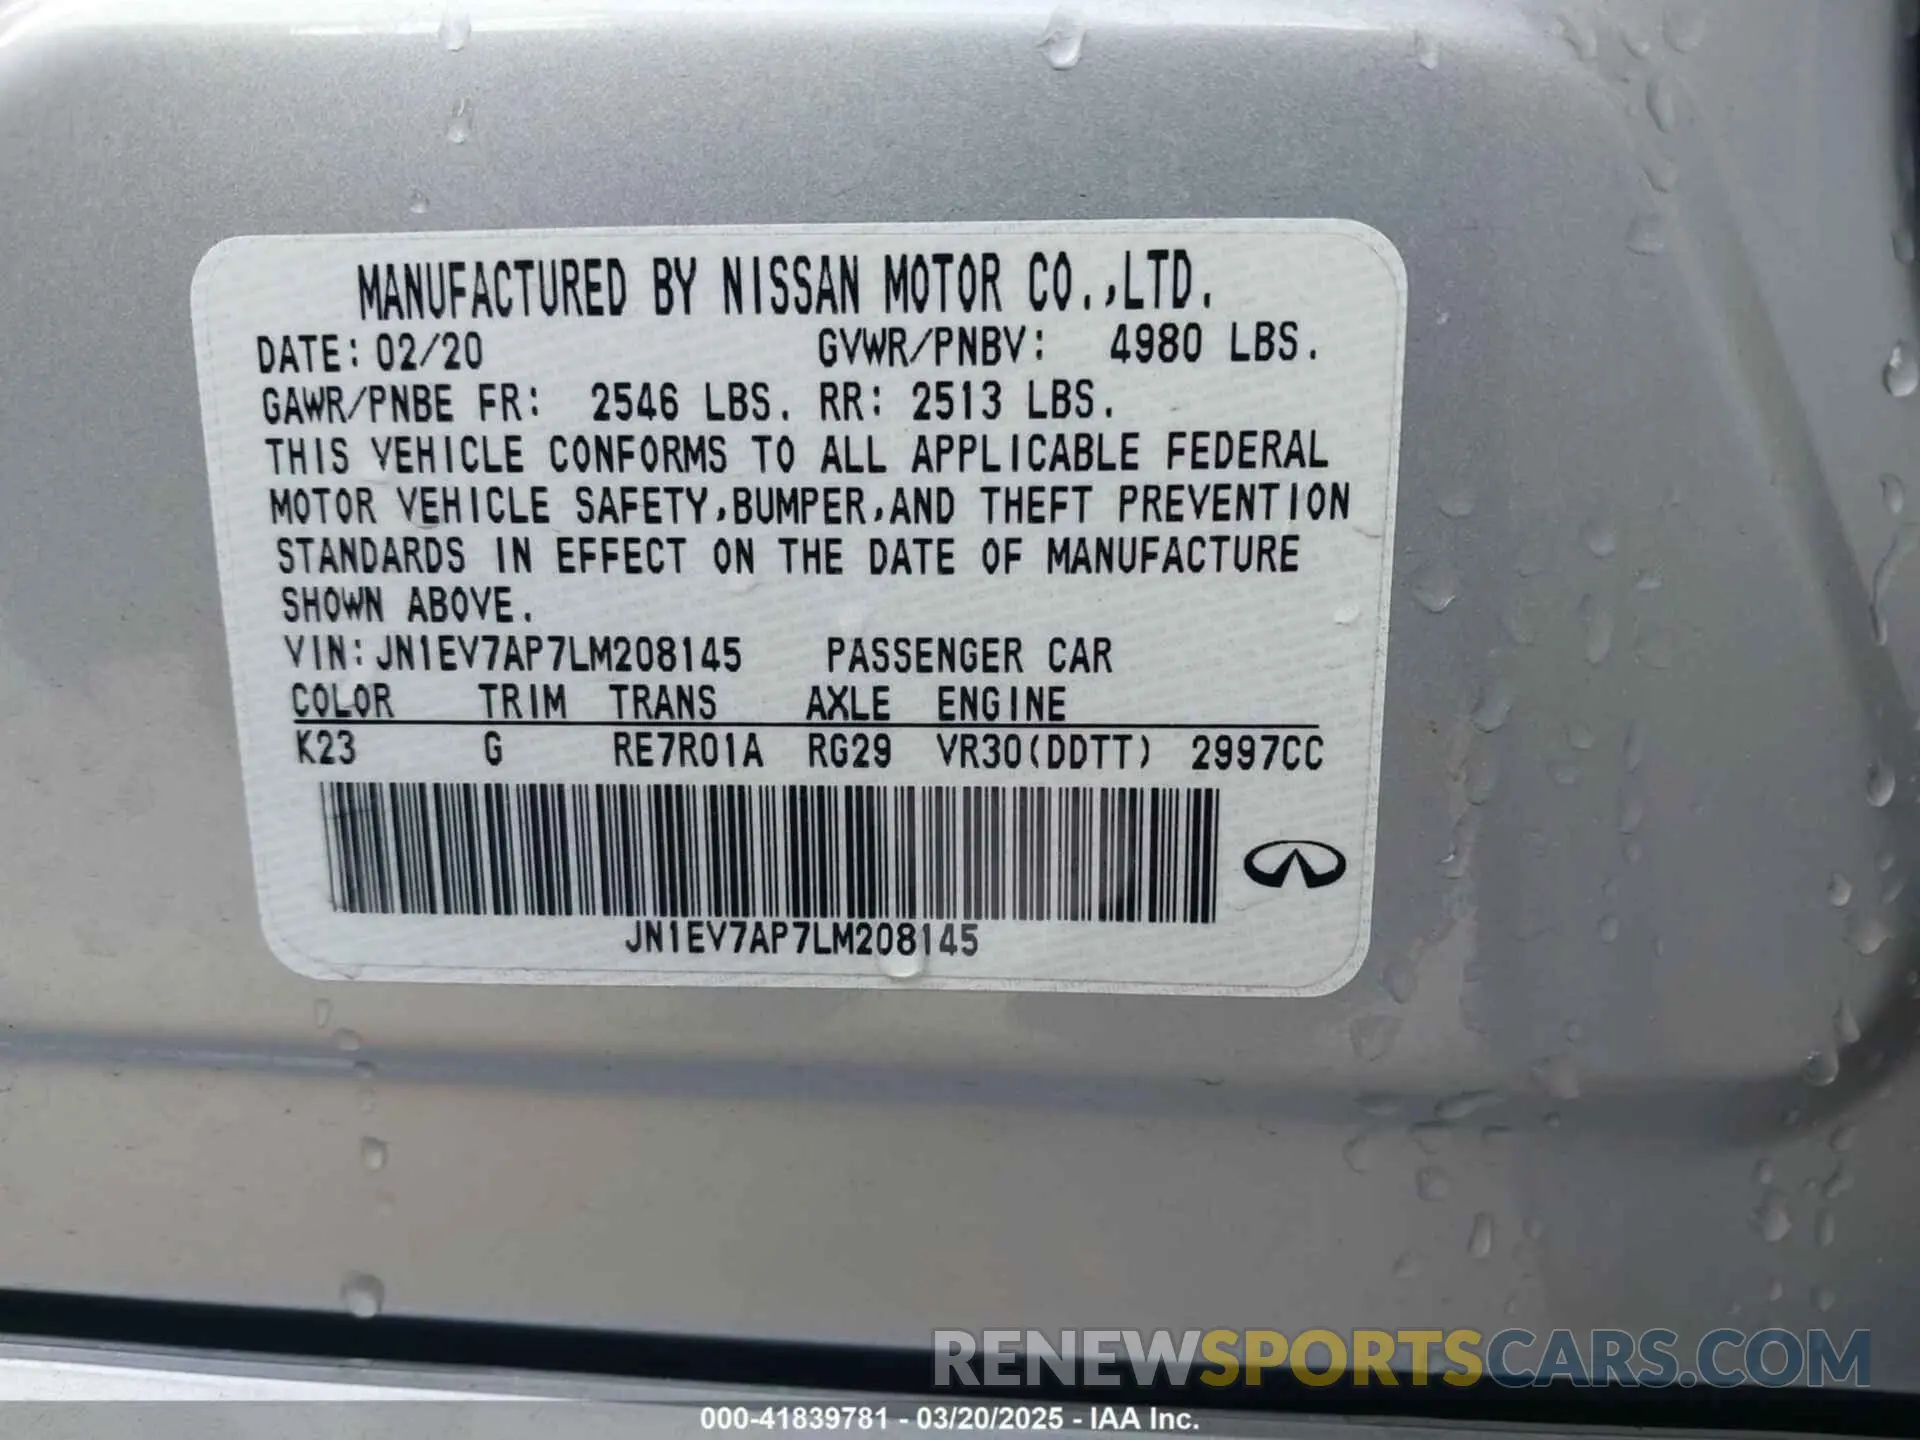 MANUFACTURED BY NISSAN MOTOR CO.,LTD.
DATE: 02/20 GVWR/PNBV: 4980 LBS.
GAWR/PNBE FR: 2546 LBS. RR: 2513 LBS.
THIS VEHICLE CONFORMS TO ALL APPLICABLE FEDERAL
MOTOR VEHICLE SAFETY,BUMPER,AND THEFT PREVENTION
STANDARDS IN EFFECT ON THE DATE OF MANUFACTURE
SHOWN ABOVE.
VIN: JN1EV7AP7LM208145 PASSENGER CAR
COLOR TRIM TRANS AXLE ENGINE
K23 G RE7R01A RG29 VR30(DDTT) 2997CC
JN1EV7AP7LM208145
RENEWSPORTSCARS.COM
000-41839781 - 03/20/2025 - IAA Inc.